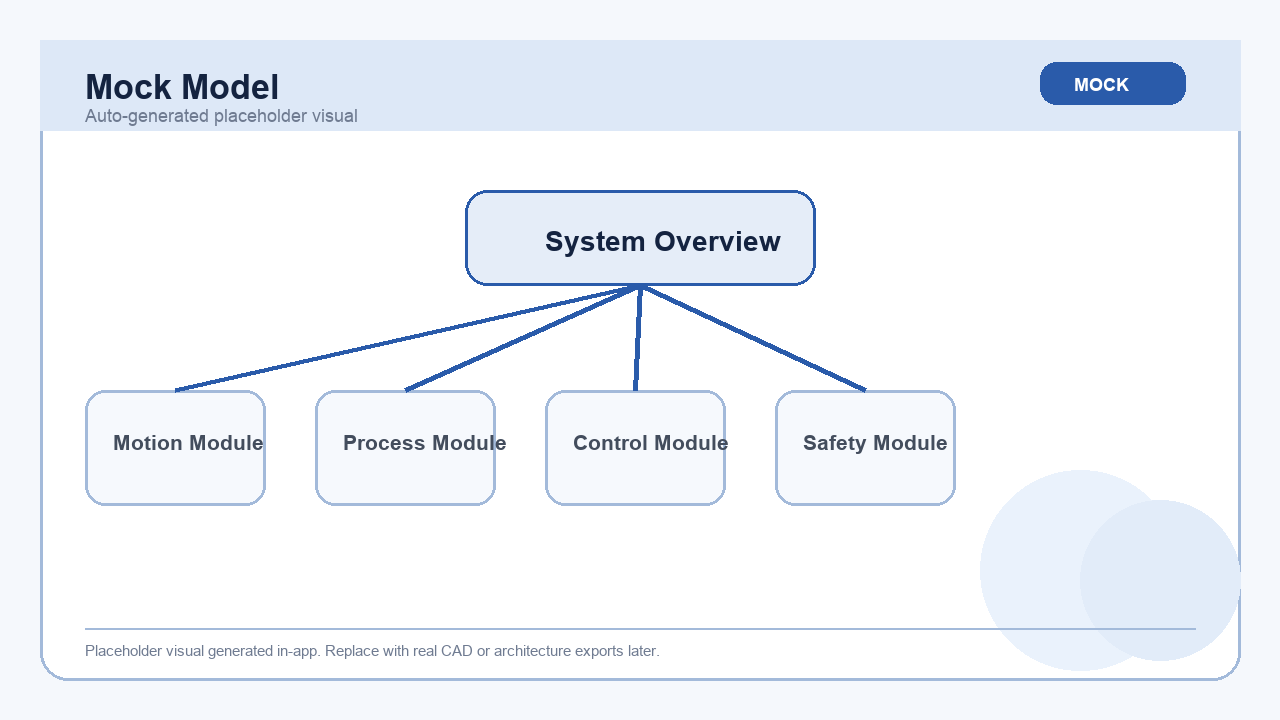 Mock Model
MOCK
Auto-generated placeholder visual
System Overview
Motion Module
Process Module
Control Module
Safety Module
Placeholder visual generated in-app. Replace with real CAD or architecture exports later.